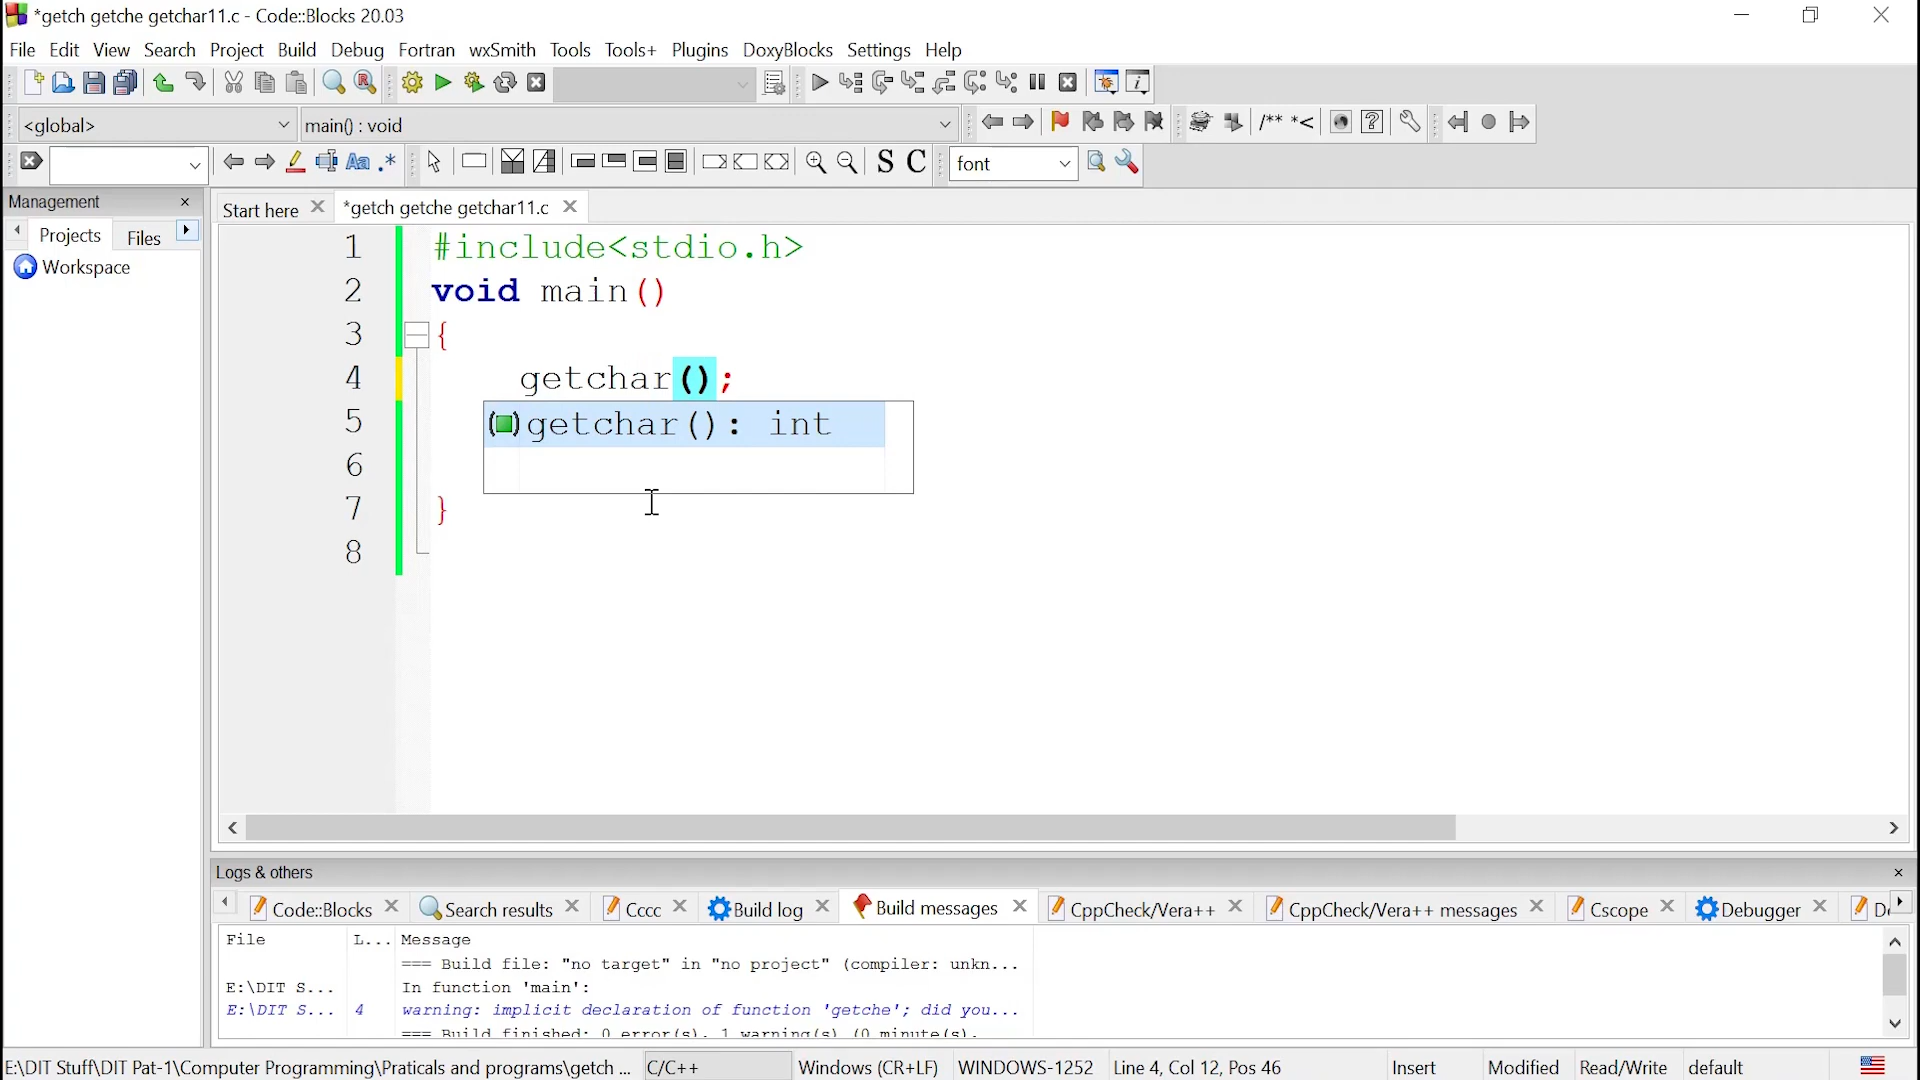 *getch getche getchar11.c - Code::Blocks 20.03
File Edit View Search Project Build Debug Fortran wxSmith Tools Tools+ Plugins DoxyBlocks Settings Help
<global> main() : void
/** *<
Aa .* S C font
Management
Start here *getch getche getchar11.c
Projects Files
Workspace
1 #include<stdio.h>
2 void main()
3 {
4 getchar();
5 getchar(): int
6
7 }
8
Logs & others
Code::Blocks Search results Cccc Build log Build messages CppCheck/Vera++ CppCheck/Vera++ messages Cscope Debugger
File L... Message
=== Build file: "no target" in "no project" (compiler: unkn...
E:\DIT S... In function 'main':
E:\DIT S... 4 warning: implicit declaration of function 'getche'; did you...
=== Build finished: 0 error(s), 1 warning(s) (0 minute(s),
E:\DIT Stuff\DIT Pat-1\Computer Programming\Praticals and programs\getch ... C/C++ Windows (CR+LF) WINDOWS-1252 Line 4, Col 12, Pos 46 Insert Modified Read/Write default